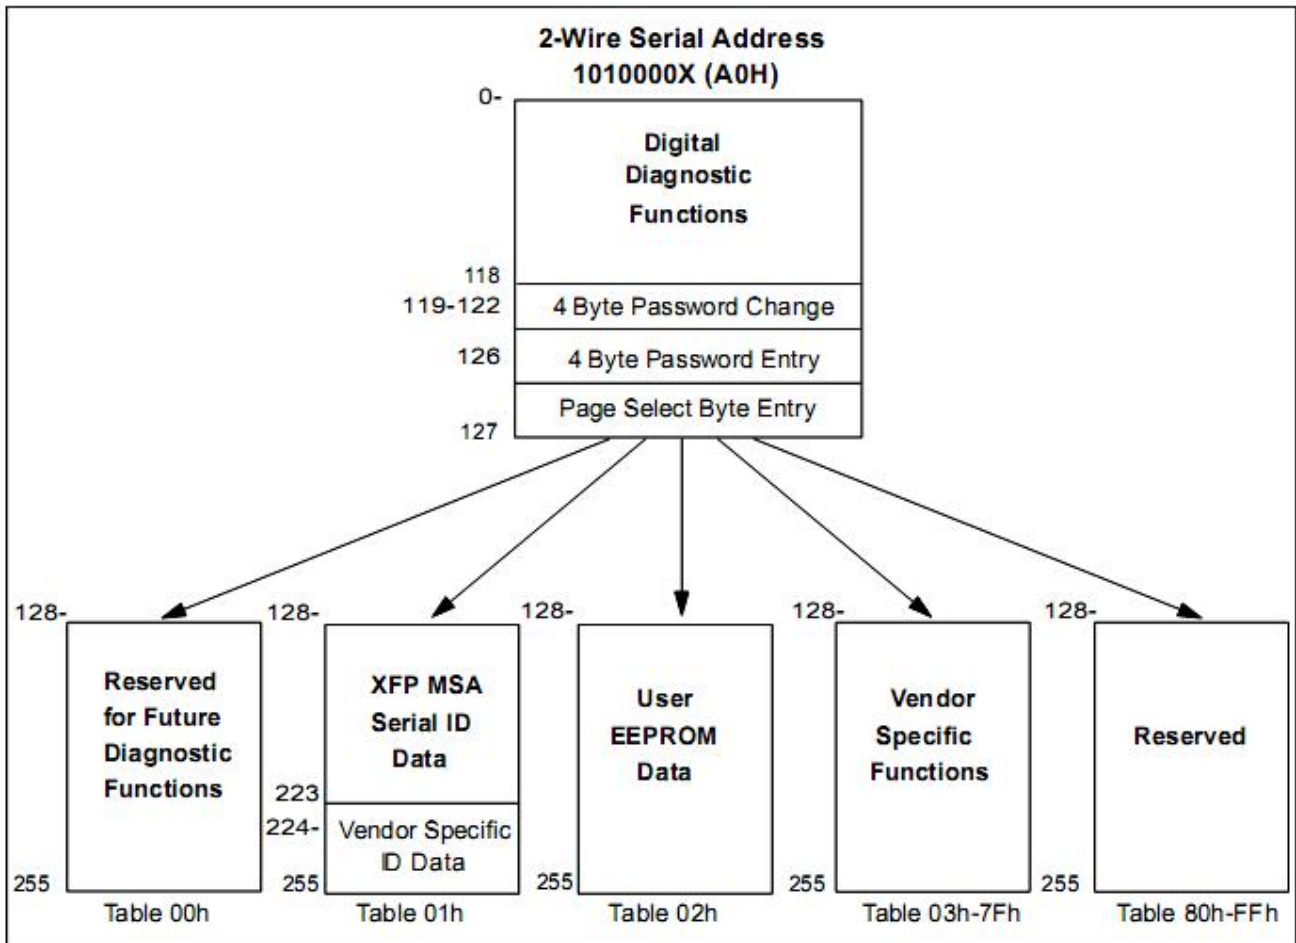 2-Wire Serial Address
1010000X (A0H)
0-
Digital
Diagnostic
Functions
118
119-122
4 Byte Password Change
126
4 Byte Password Entry
Page Select Byte Entry
127
128-
Reserved
for Future
Diagnostic
Functions
255
Table 00h
128-
XFP MSA
Serial ID
Data
223
224-
Vendor Specific
ID Data
255
Table 01h
128-
User
EEPROM
Data
255
Table 02h
128-
Vendor
Specific
Functions
255
Table 03h-7Fh
128-
Reserved
255
Table 80h-FFh